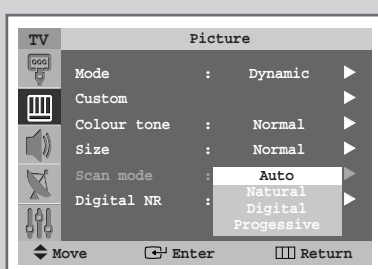 TV Picture
Mode : Dynamic
Custom
Colour tone : Normal
Size : Normal
Scan mode : Auto
Natural
Digital NR : Digital
Progessive
Move Enter Return